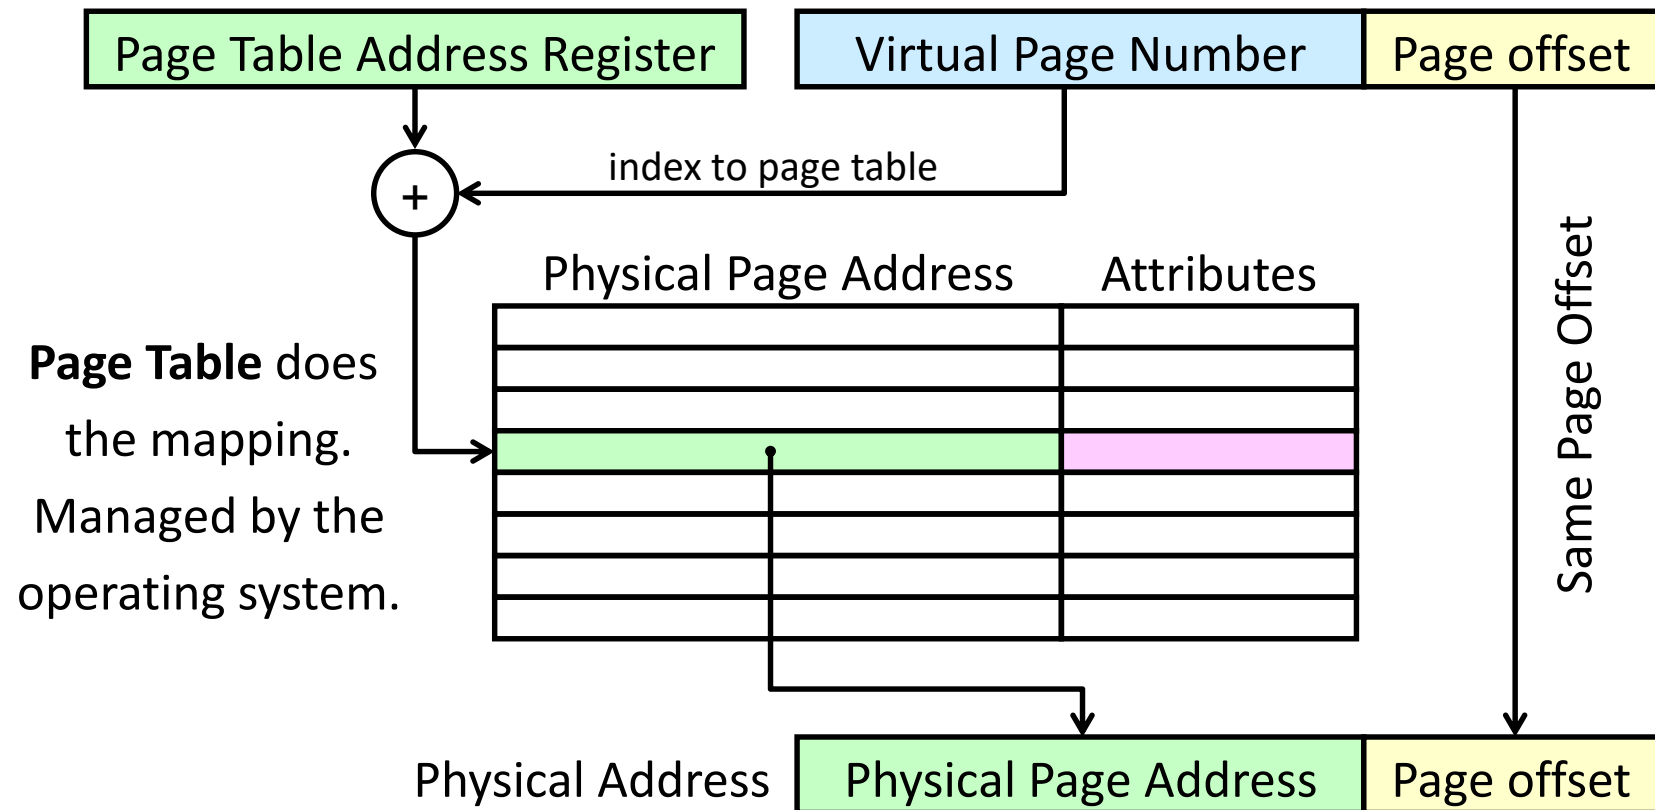 Page Table Address Register
Virtual Page Number
Page offset
+
index to page table
Physical Page Address
Attributes
Page Table does
the mapping.
Managed by the
operating system.
Same Page Offset
Physical Address
Physical Page Address
Page offset